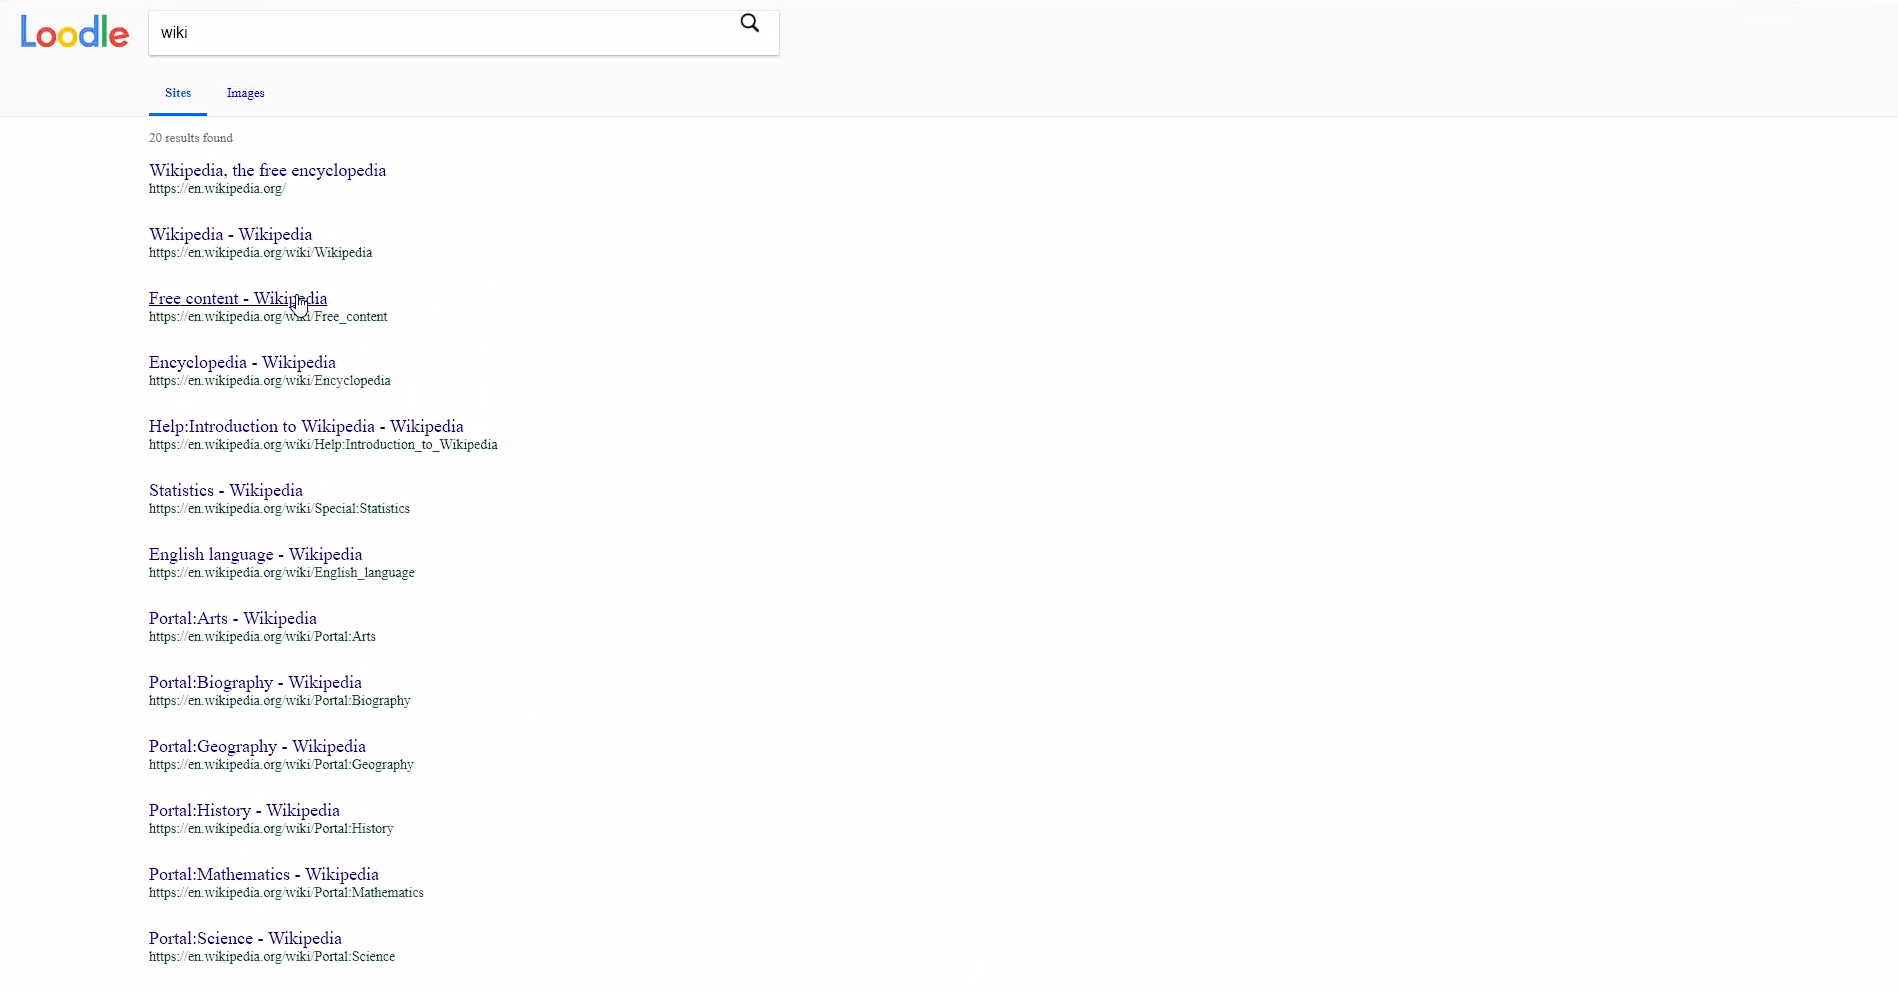 Loodle
wiki
Sites Images
20 results found
Wikipedia, the free encyclopedia
https://en.wikipedia.org/
Wikipedia - Wikipedia
https://en.wikipedia.org/wiki/Wikipedia
Free content - Wikipedia
https://en.wikipedia.org/wiki/Free_content
Encyclopedia - Wikipedia
https://en.wikipedia.org/wiki/Encyclopedia
Help:Introduction to Wikipedia - Wikipedia
https://en.wikipedia.org/wiki/Help:Introduction_to_Wikipedia
Statistics - Wikipedia
https://en.wikipedia.org/wiki/Special:Statistics
English language - Wikipedia
https://en.wikipedia.org/wiki/English_language
Portal:Arts - Wikipedia
https://en.wikipedia.org/wiki/Portal:Arts
Portal:Biography - Wikipedia
https://en.wikipedia.org/wiki/Portal:Biography
Portal:Geography - Wikipedia
https://en.wikipedia.org/wiki/Portal:Geography
Portal:History - Wikipedia
https://en.wikipedia.org/wiki/Portal:History
Portal:Mathematics - Wikipedia
https://en.wikipedia.org/wiki/Portal:Mathematics
Portal:Science - Wikipedia
https://en.wikipedia.org/wiki/Portal:Science